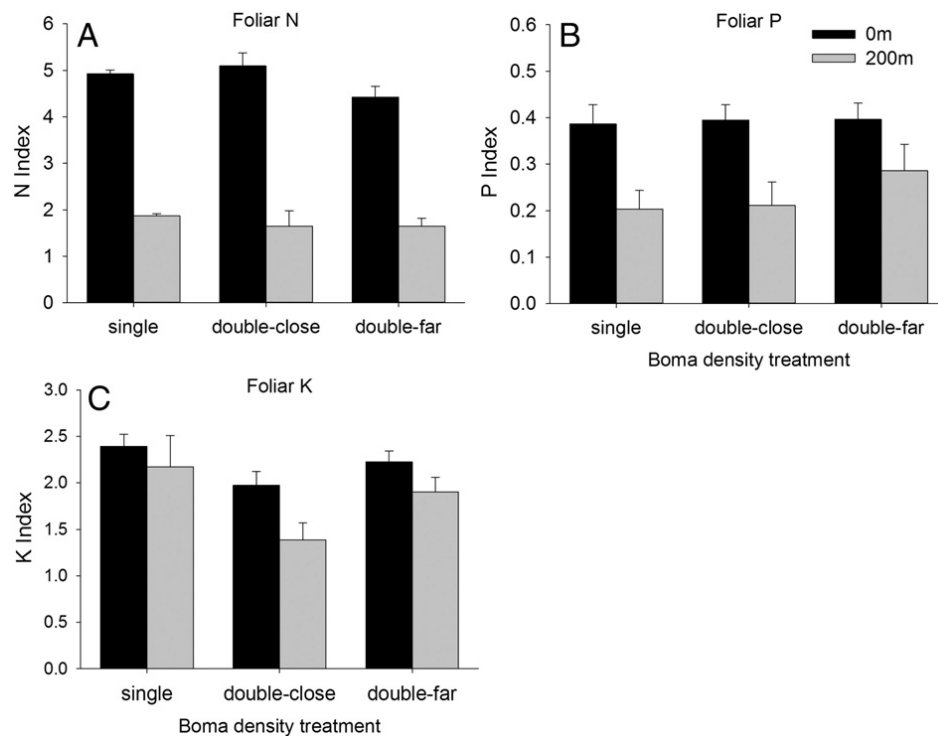 A
Foliar N
N Index
6
5
4
3
2
1
0
single double-close double-far
B
Foliar P
0m
200m
P Index
0.6
0.5
0.4
0.3
0.2
0.1
0.0
single double-close double-far
Boma density treatment
C
Foliar K
K Index
3.0
2.5
2.0
1.5
1.0
0.5
0.0
single double-close double-far
Boma density treatment